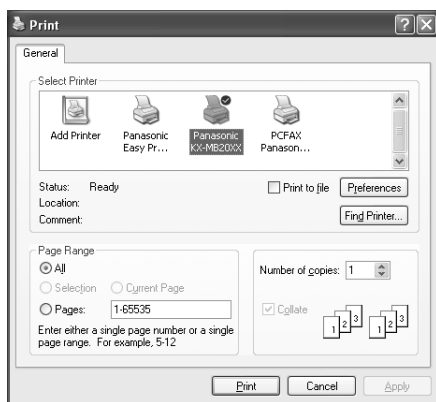 Print
General
Select Printer
Add Printer
Panasonic Easy Pr...
Panasonic KX-MB20XX
PCFAX Panason...
Status: Ready
Location:
Comment:
Print to file
Preferences
Find Printer...
Page Range
All
Selection
Current Page
Pages: 1-65535
Enter either a single page number or a single
page range. For example, 5-12
Number of copies: 1
Collate
1 2 3 1 2 3
Print
Cancel
Apply